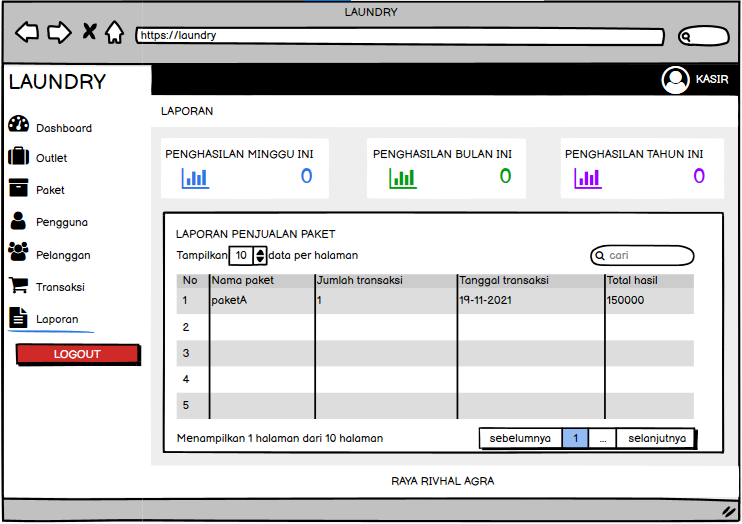 LAUNDRY
https://laundry
LAUNDRY
KASIR
Dashboard
Outlet
Paket
Pengguna
Pelanggan
Transaksi
Laporan
LOGOUT
LAPORAN
PENGHASILAN MINGGU INI
0
PENGHASILAN BULAN INI
0
PENGHASILAN TAHUN INI
0
LAPORAN PENJUALAN PAKET
Tampilkan 10 data per halaman
cari
No Nama paket Jumlah transaksi Tanggal transaksi Total hasil
1 paketA 1 19-11-2021 150000
2
3
4
5
Menampilkan 1 halaman dari 10 halaman
sebelumnya 1 ... selanjutnya
RAYA RIVHAL AGRA